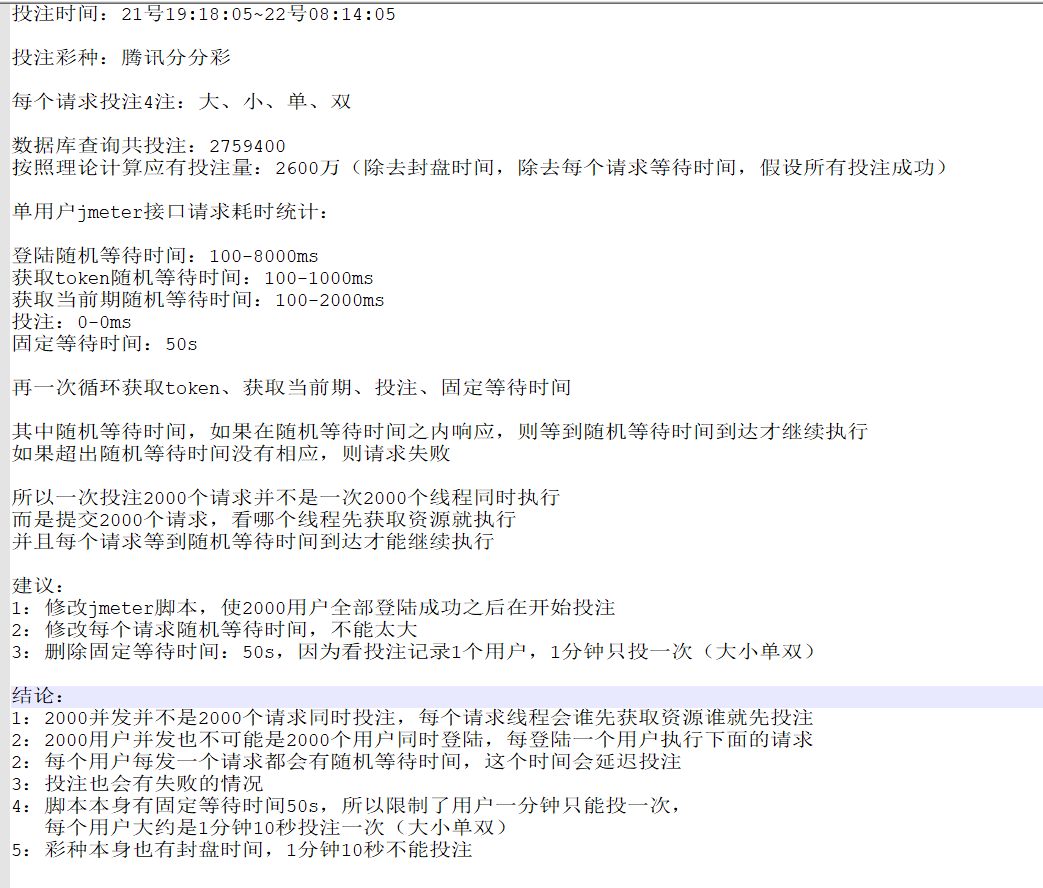 投注时间：21号19:18:05~22号08:14:05
投注彩种：腾讯分分彩
每个请求投注4注：大、小、单、双
数据库查询共投注：2759400
按照理论计算应有投注量：2600万（除去封盘时间，除去每个请求等待时间，假设所有投注成功）
单用户jmeter接口请求耗时统计：
登陆随机等待时间：100-8000ms
获取token随机等待时间：100-1000ms
获取当前期随机等待时间：100-2000ms
投注：0-0ms
固定等待时间：50s
再一次循环获取token、获取当前期、投注、固定等待时间
其中随机等待时间，如果在随机等待时间之内响应，则等到随机等待时间到达才继续执行
如果超出随机等待时间没有相应，则请求失败
所以一次投注2000个请求并不是一次2000个线程同时执行
而是提交2000个请求，看哪个线程先获取资源就执行
并且每个请求等到随机等待时间到达才能继续执行
建议：
1：修改jmeter脚本，使2000用户全部登陆成功之后在开始投注
2：修改每个请求随机等待时间，不能太大
3：删除固定等待时间：50s，因为看投注记录1个用户，1分钟只投一次（大小单双）
结论：
1：2000并发并不是2000个请求同时投注，每个请求线程会谁先获取资源谁就先投注
2：2000用户并发也不可能是2000个用户同时登陆，每登陆一个用户执行下面的请求
2：每个用户每发一个请求都会有随机等待时间，这个时间会延迟投注
3：投注也会有失败的情况
4：脚本本身有固定等待时间50s，所以限制了用户一分钟只能投一次，
每个用户大约是1分钟10秒投注一次（大小单双）
5：彩种本身也有封盘时间，1分钟10秒不能投注